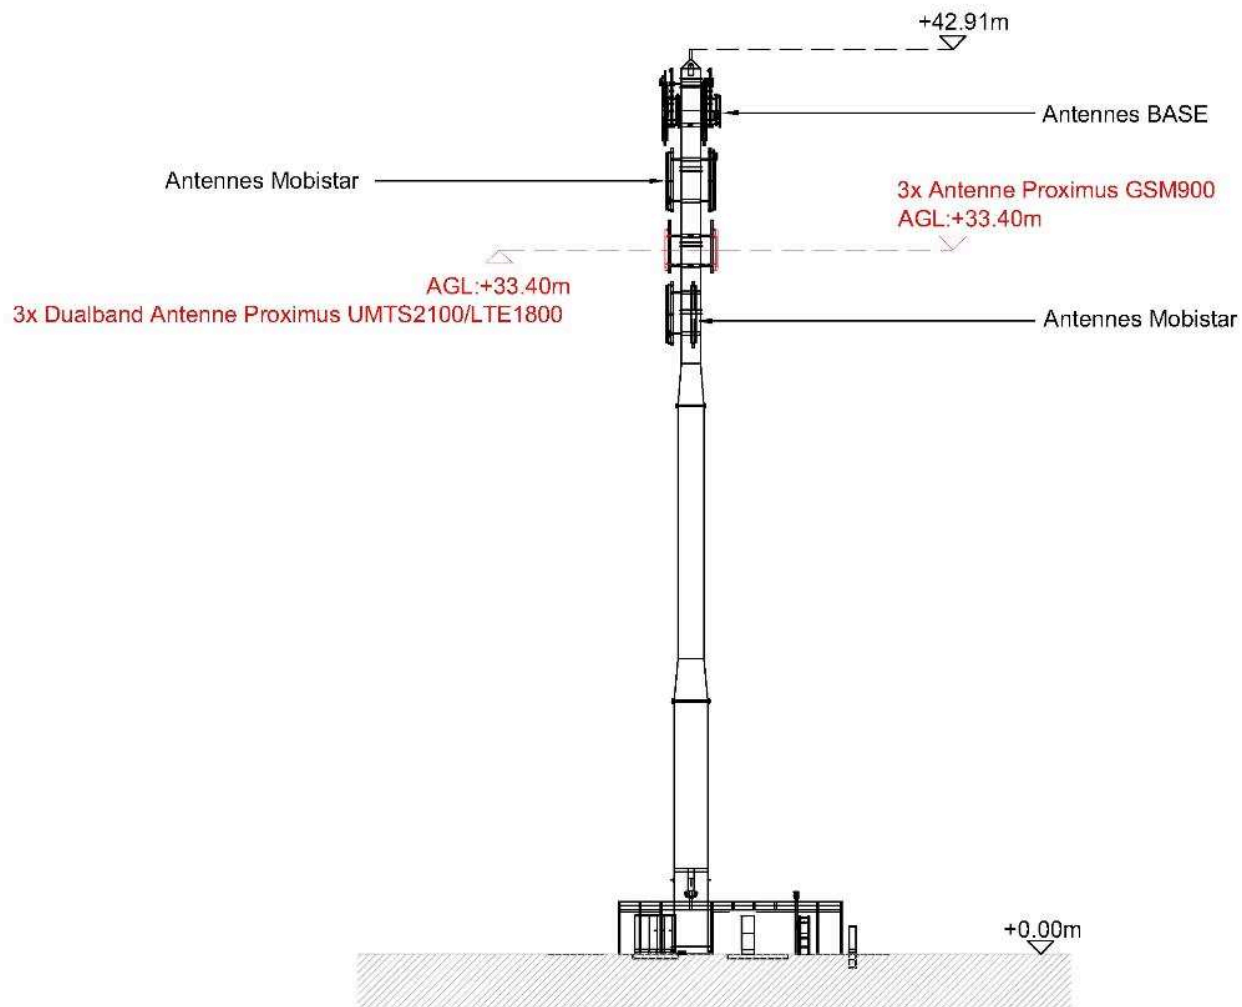 +42.91m
Antennes BASE
Antennes Mobistar
3x Antenne Proximus GSM900
AGL:+33.40m
AGL:+33.40m
3x Dualband Antenne Proximus UMTS2100/LTE1800
Antennes Mobistar
+0.00m